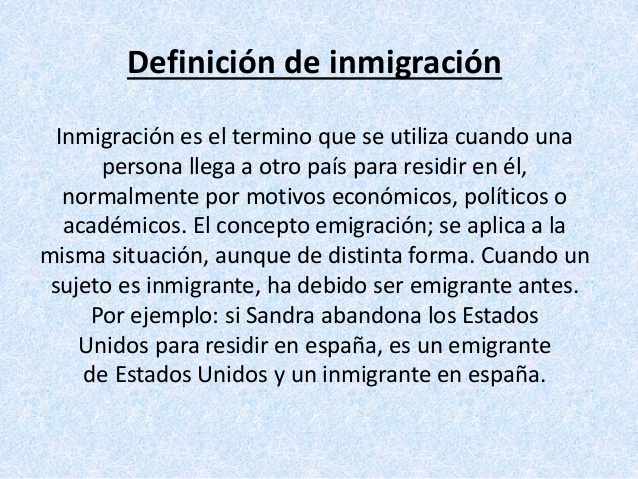 Definición de inmigración
Inmigración es el termino que se utiliza cuando una
persona llega a otro país para residir en él,
normalmente por motivos económicos, políticos o
académicos. El concepto emigración; se aplica a la
misma situación, aunque de distinta forma. Cuando un
sujeto es inmigrante, ha debido ser emigrante antes.
Por ejemplo: si Sandra abandona los Estados
Unidos para residir en españa, es un emigrante
de Estados Unidos y un inmigrante en españa.